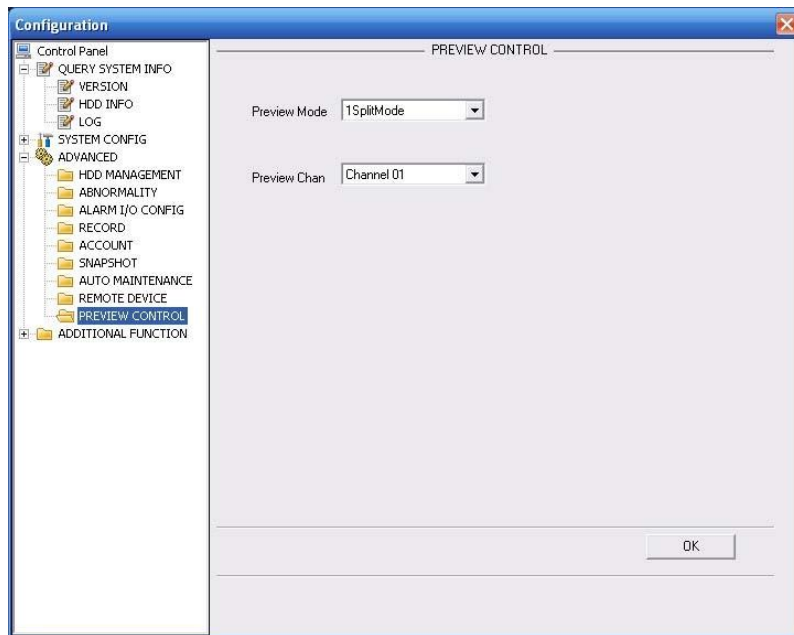 Configuration
Control Panel
QUERY SYSTEM INFO
VERSION
HDD INFO
LOG
SYSTEM CONFIG
ADVANCED
HDD MANAGEMENT
ABNORMALITY
ALARM I/O CONFIG
RECORD
ACCOUNT
SNAPSHOT
AUTO MAINTENANCE
REMOTE DEVICE
PREVIEW CONTROL
ADDITIONAL FUNCTION
PREVIEW CONTROL
Preview Mode 1SplitMode
Preview Chan Channel 01
OK